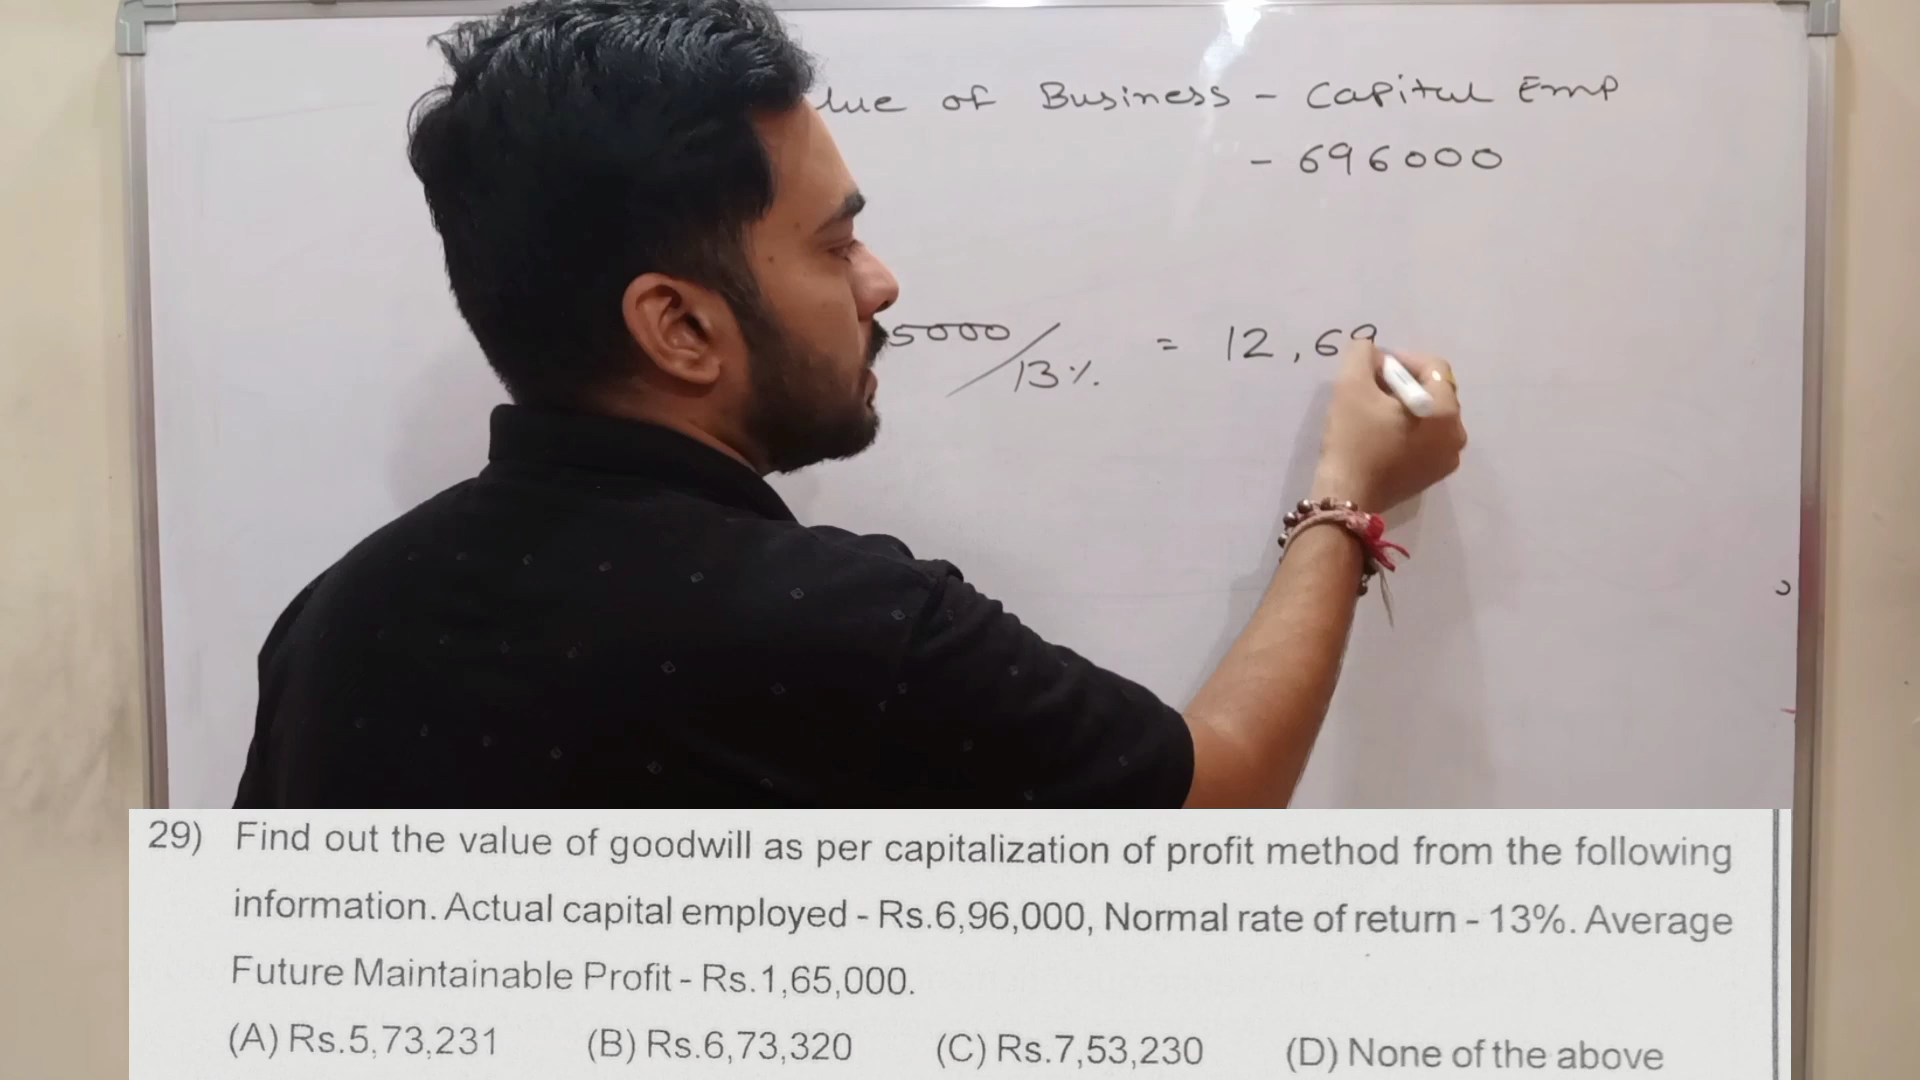 lue of Business - Capital Emp
- 696000
5000/13% = 12,69
29) Find out the value of goodwill as per capitalization of profit method from the following
information. Actual capital employed - Rs.6,96,000, Normal rate of return - 13%. Average
Future Maintainable Profit - Rs.1,65,000.
(A) Rs.5,73,231 (B) Rs.6,73,320 (C) Rs.7,53,230 (D) None of the above